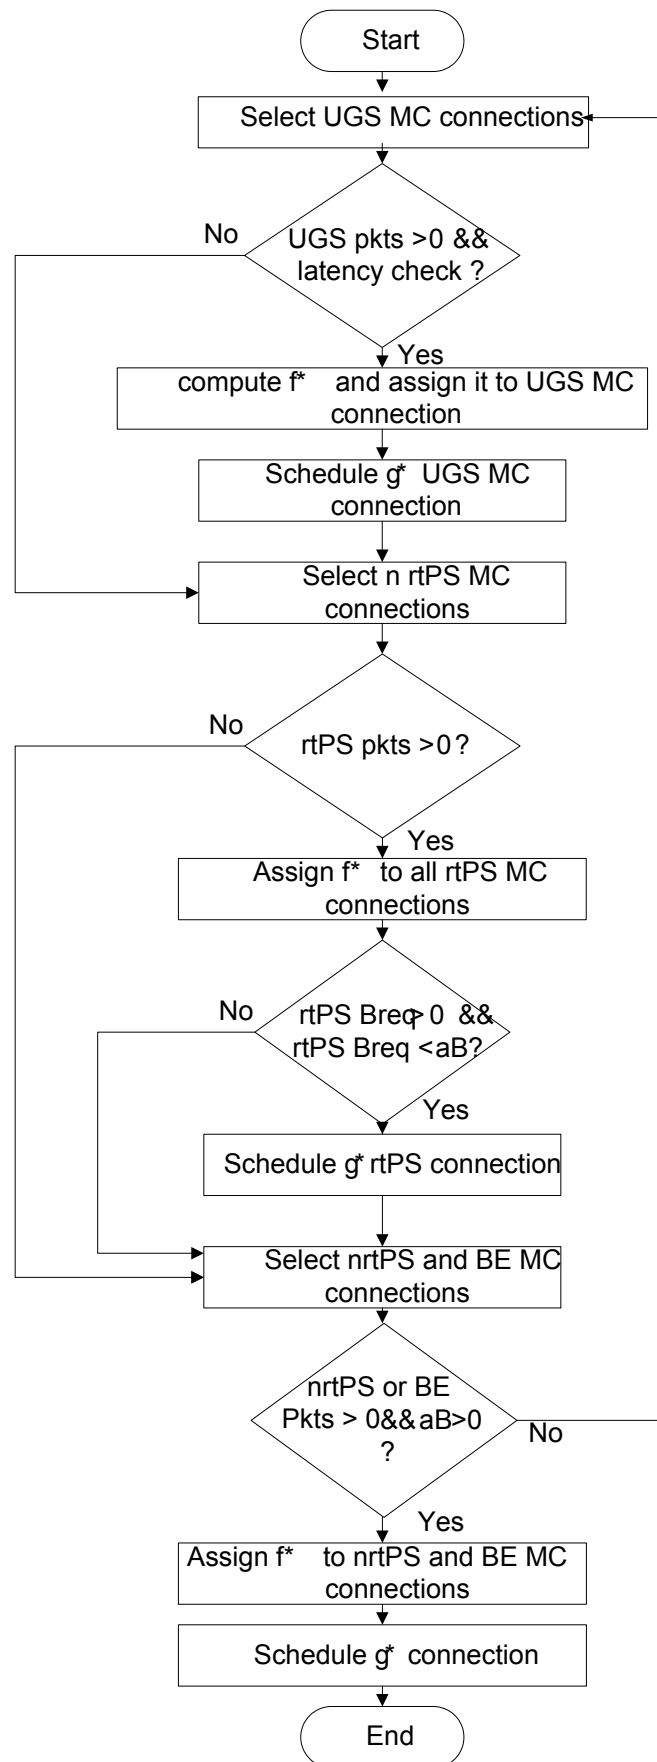 Start
Select UGS MC connections
No
UGS pkts >0 &&
latency check ?
Yes
compute f* and assign it to UGS MC
connection
Schedule g* UGS MC
connection
Select n rtPS MC
connections
No
rtPS pkts >0 ?
Yes
Assign f* to all rtPS MC
connections
No
rtPS Breq> 0 &&
rtPS Breq <aB?
Yes
Schedule g* rtPS connection
Select nrtPS and BE MC
connections
nrtPS or BE
Pkts > 0&&aB>0
?
No
Yes
Assign f* to nrtPS and BE MC
connections
Schedule g* connection
End